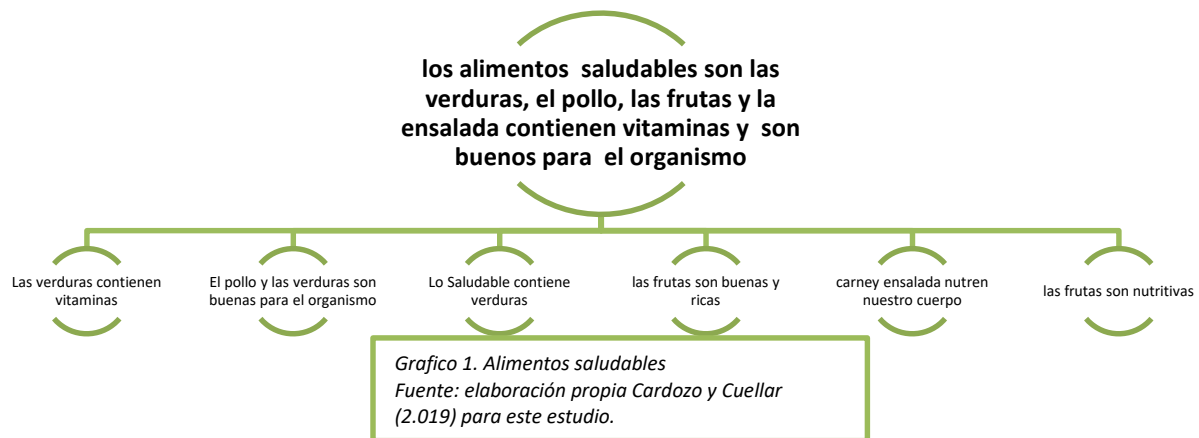 los alimentos saludables son las
verduras, el pollo, las frutas y la
ensalada contienen vitaminas y son
buenos para el organismo
Las verduras contienen
vitaminas
El pollo y las verduras son
buenas para el organismo
Lo Saludable contiene
verduras
las frutas son buenas y
ricas
carney ensalada nutren
nuestro cuerpo
las frutas son nutritivas
Grafico 1. Alimentos saludables
Fuente: elaboración propia Cardozo y Cuellar
(2.019) para este estudio.